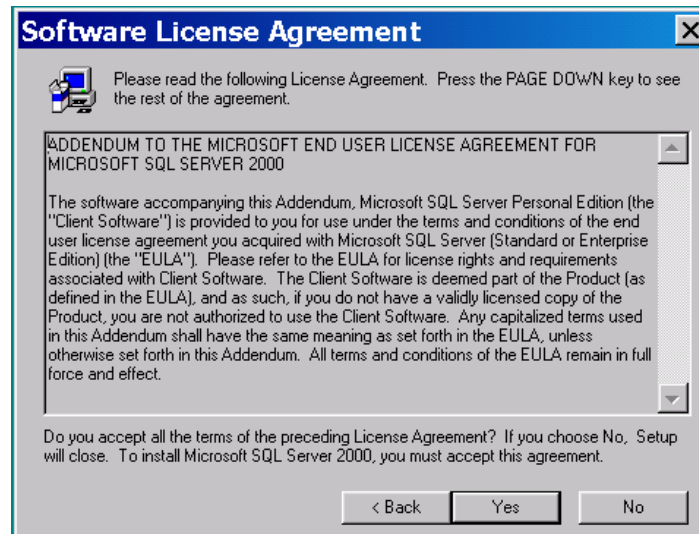 Software License Agreement
Please read the following License Agreement.  Press the PAGE DOWN key to see
the rest of the agreement.
ADDENDUM TO THE MICROSOFT END USER LICENSE AGREEMENT FOR
MICROSOFT SQL SERVER 2000
The software accompanying this Addendum, Microsoft SQL Server Personal Edition (the
"Client Software") is provided to you for use under the terms and conditions of the end
user license agreement you acquired with Microsoft SQL Server (Standard or Enterprise
Edition) (the "EULA").  Please refer to the EULA for license rights and requirements
associated with Client Software.  The Client Software is deemed part of the Product (as
defined in the EULA), and as such, if you do not have a validly licensed copy of the
Product, you are not authorized to use the Client Software.  Any capitalized terms used
in this Addendum shall have the same meaning as set forth in the EULA, unless
otherwise set forth in this Addendum.  All terms and conditions of the EULA remain in full
force and effect.
Do you accept all the terms of the preceding License Agreement?  If you choose No,  Setup
will close.  To install Microsoft SQL Server 2000, you must accept this agreement.
< Back
Yes
No